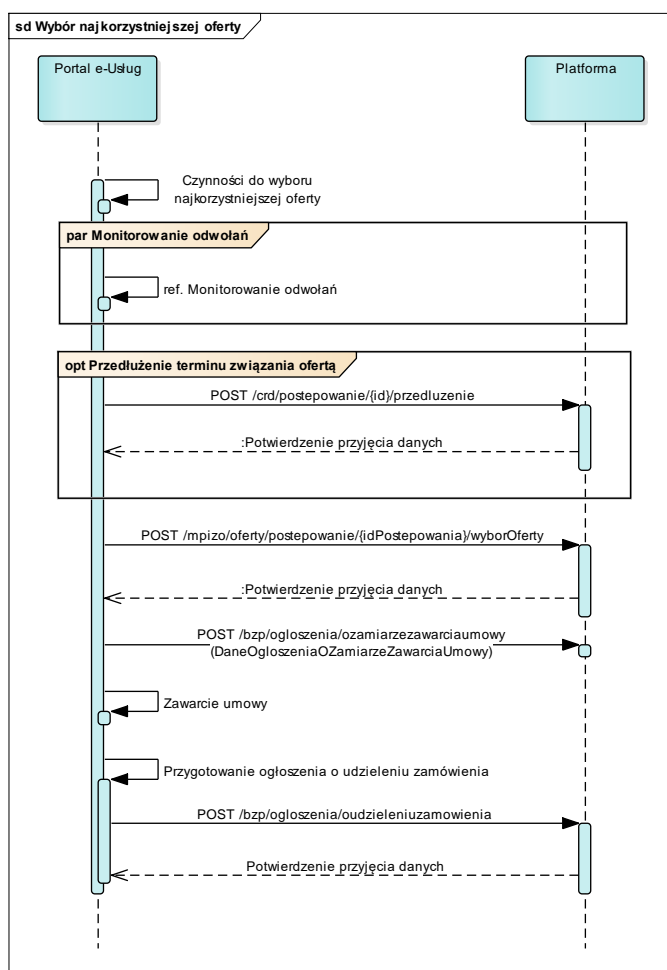 sd Wybór najkorzystniejszej oferty
Portal e-Usług
Platforma
Czynności do wyboru
najkorzystniejszej oferty
par Monitorowanie odwołań
ref. Monitorowanie odwołań
opt Przedłużenie terminu związania ofertą
POST /crd/postepowanie/{id}/przedluzenie
:Potwierdzenie przyjęcia danych
POST /mpizo/oferty/postepowanie/{idPostepowania}/wyborOferty
:Potwierdzenie przyjęcia danych
POST /bzp/ogloszenia/ozamiarzezawarciaumowy
(DaneOgloszeniaOZamiarzeZawarciaUmowy)
Zawarcie umowy
Przygotowanie ogłoszenia o udzieleniu zamówienia
POST /bzp/ogloszenia/oudzieleniuzamowienia
Potwierdzenie przyjęcia danych